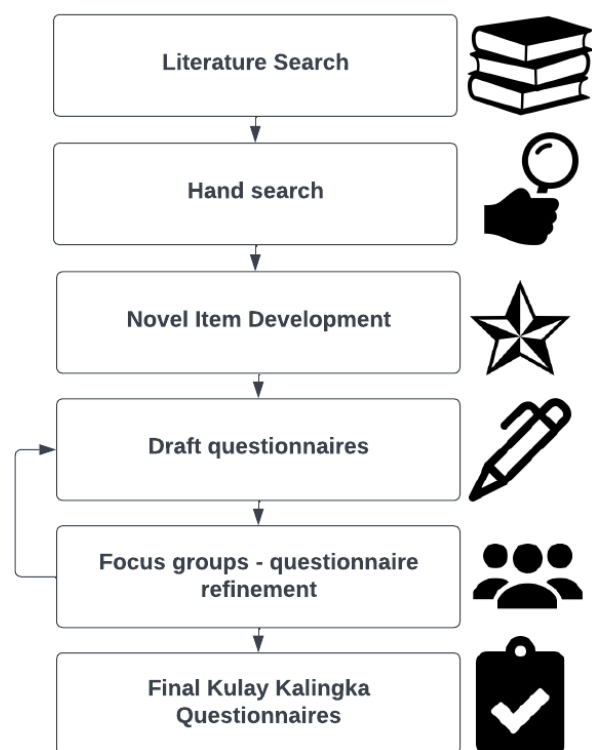 Literature Search
Hand search
Novel Item Development
Draft questionnaires
Focus groups - questionnaire
refinement
Final Kulay Kalingka
Questionnaires